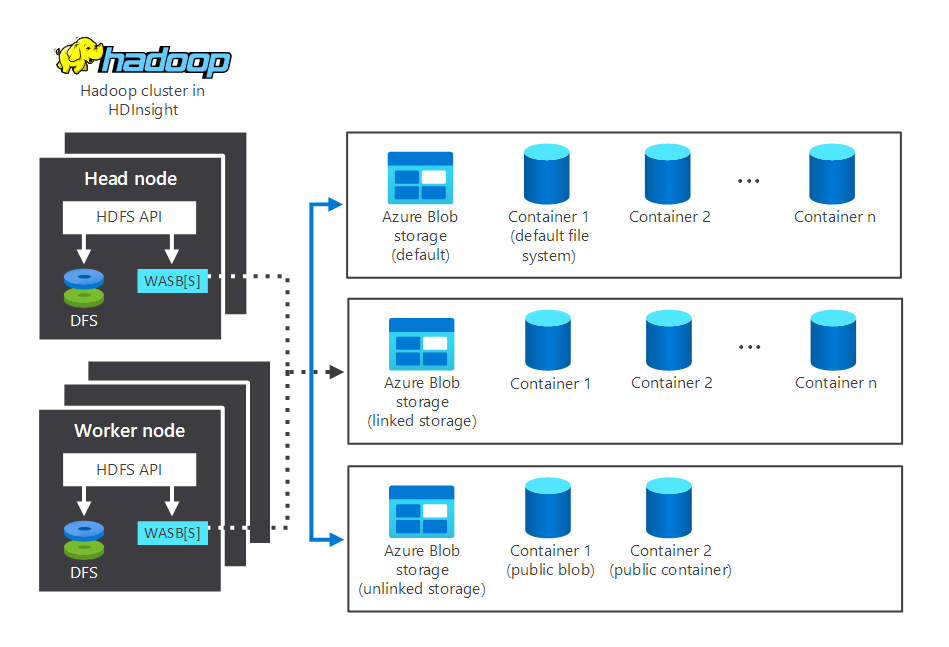 hadoop
Hadoop cluster in
HDInsight
Head node
HDFS API
WASB[S]
DFS
Worker node
HDFS API
WASB[S]
DFS
Azure Blob
storage
(default)
Container 1
(default file
system)
Container 2
...
Container n
Azure Blob
storage
(linked storage)
Container 1
Container 2
...
Container n
Azure Blob
storage
(unlinked storage)
Container 1
(public blob)
Container 2
(public container)